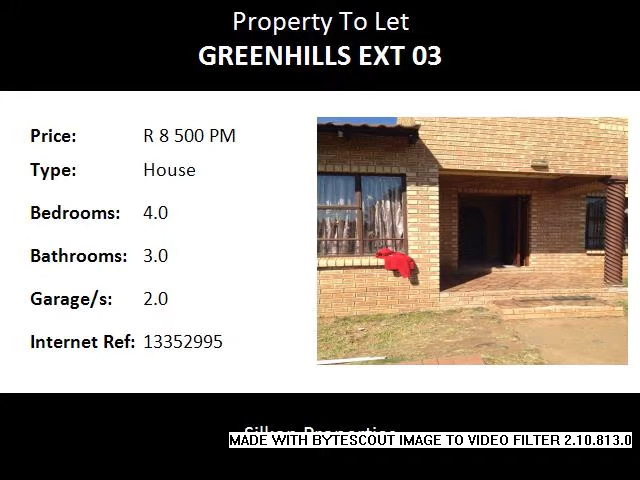 Property To Let
GREENHILLS EXT 03
Price: R 8 500 PM
Type: House
Bedrooms: 4.0
Bathrooms: 3.0
Garage/s: 2.0
Internet Ref: 13352995
MADE WITH BYTESCOUT IMAGE TO VIDEO FILTER 2.10.813.0